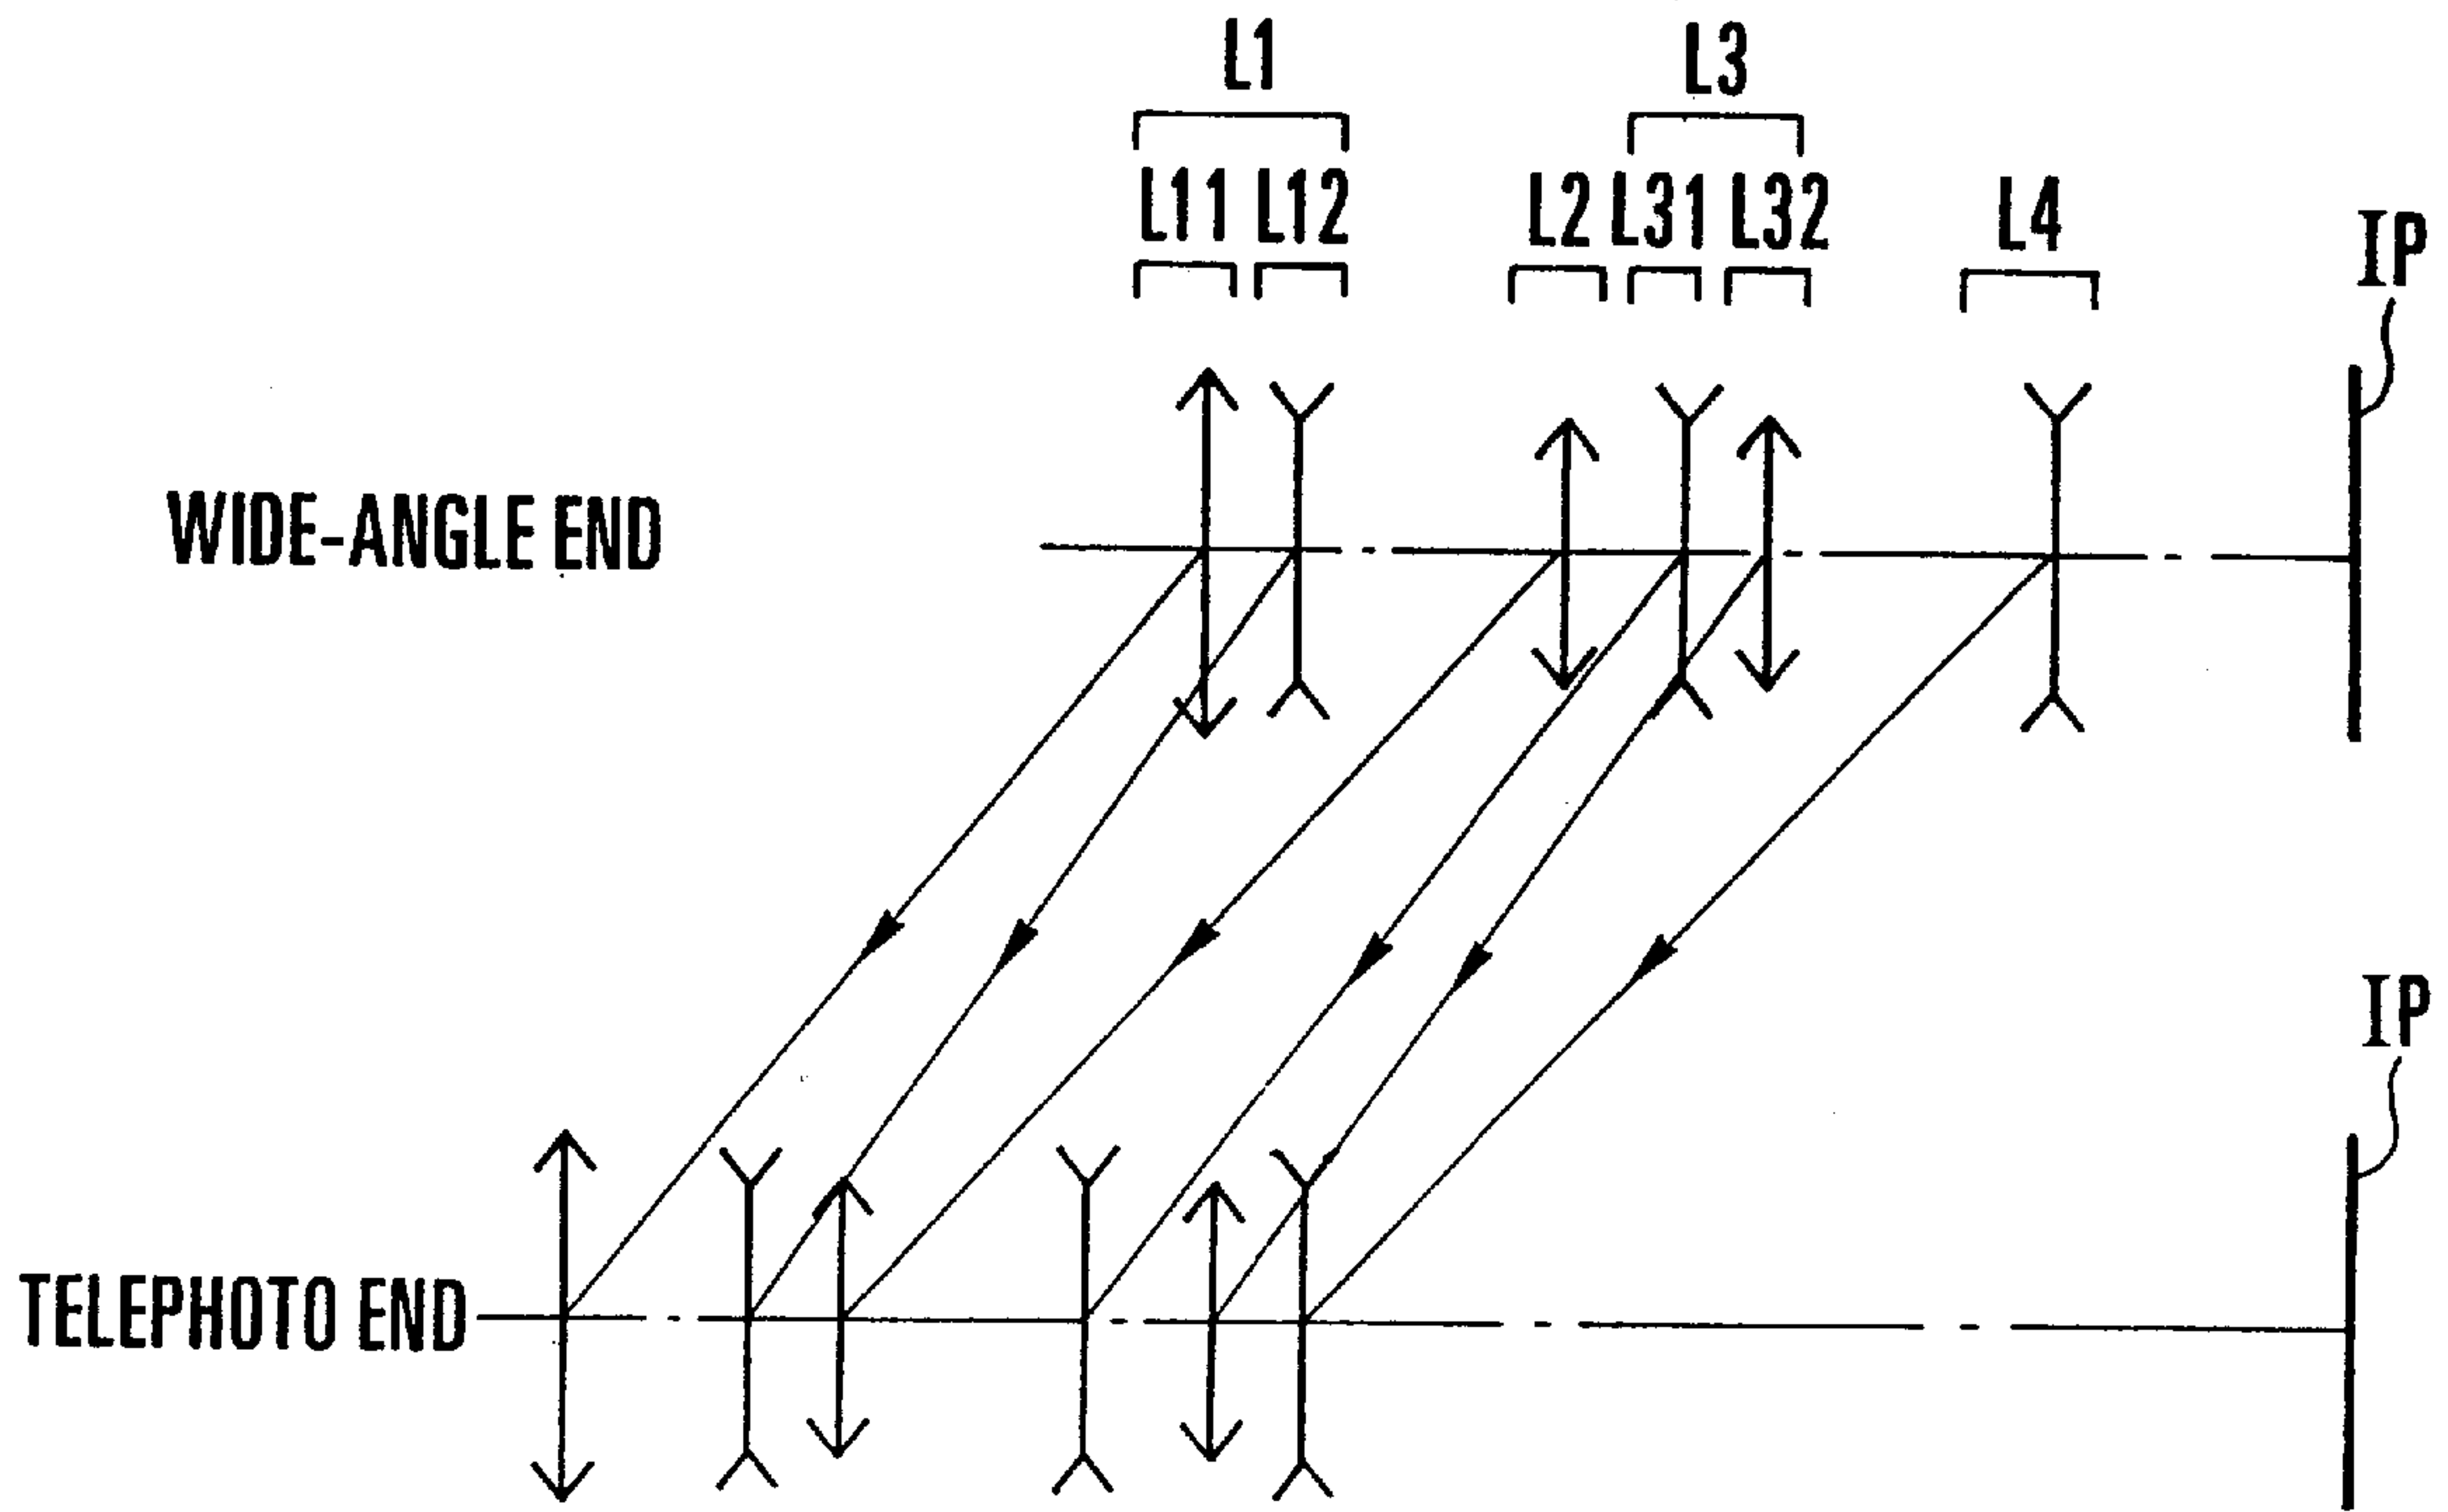 L1 L3
L11 L12 L2 L31 L32 L4 IP
WIDE-ANGLE END
IP
TELEPHOTO END